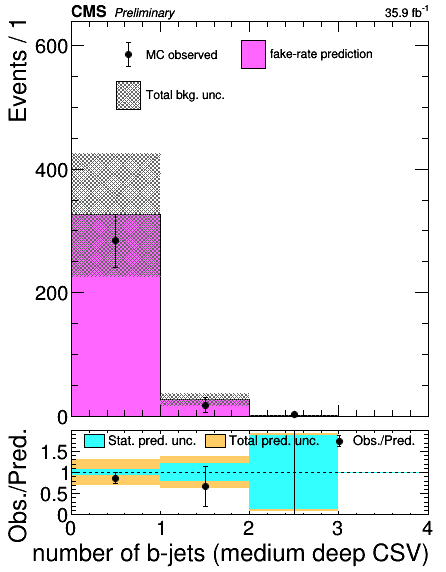 CMS Preliminary 35.9 fb⁻¹
Events / 1
MC observed
fake-rate prediction
Total bkg. unc.
600
400
200
0
Obs./Pred.
Stat. pred. unc.
Total pred. unc.
Obs./Pred.
1.5
1
0.5
0
0 1 2 3 4
number of b-jets (medium deep CSV)